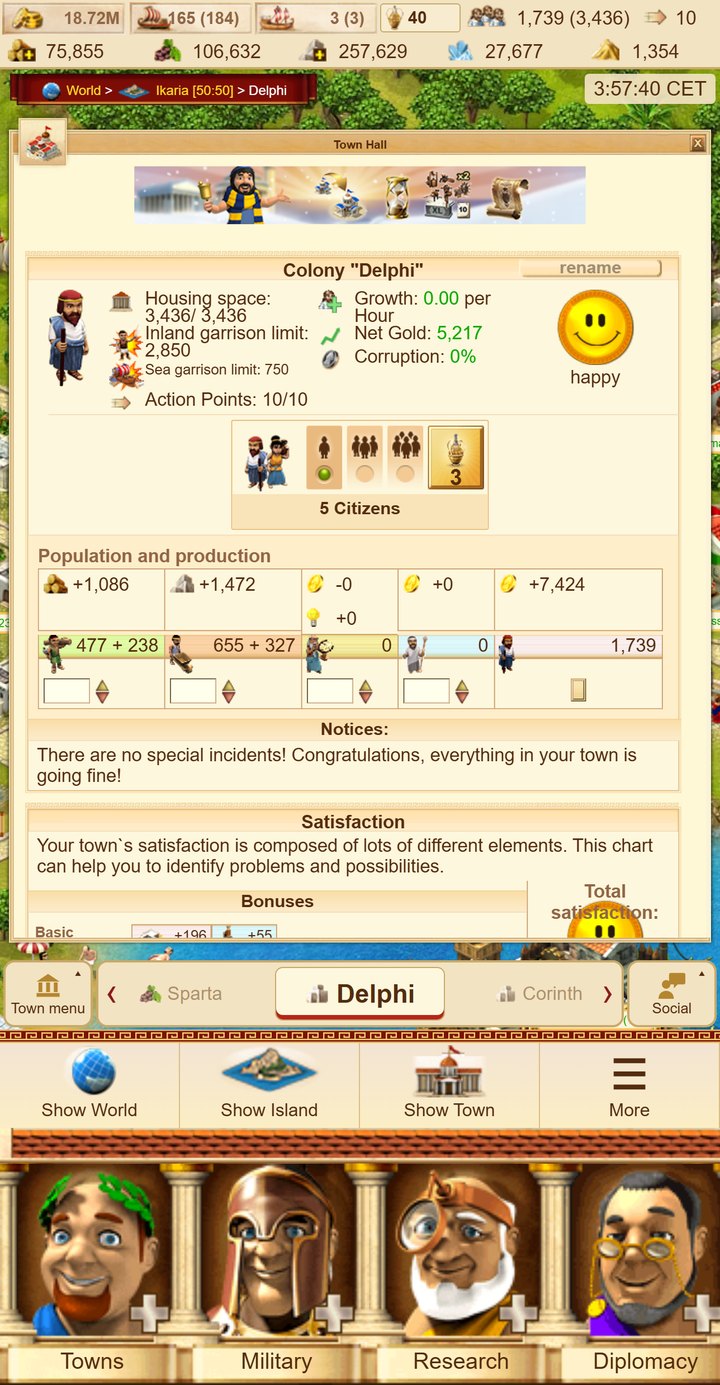 18.72M 165 (184) 3 (3) 40 1,739 (3,436) 10
75,855 106,632 257,629 27,677 1,354
World > Ikaria [50:50] > Delphi
3:57:40 CET
Town Hall
X
x2
XL 10
Colony "Delphi"
rename
Housing space:
3,436/ 3,436
Inland garrison limit:
2,850
Sea garrison limit: 750
Action Points: 10/10
Growth: 0.00 per
Hour
Net Gold: 5,217
Corruption: 0%
happy
3
5 Citizens
Population and production
+1,086 +1,472 -0 +0 +7,424
+0
477 + 238 655 + 327 0 0 1,739
Notices:
There are no special incidents! Congratulations, everything in your town is
going fine!
Satisfaction
Your town`s satisfaction is composed of lots of different elements. This chart
can help you to identify problems and possibilities.
Bonuses
Total
satisfaction:
Basic +196 +55
Town menu
Sparta
Delphi
Corinth
Social
Show World
Show Island
Show Town
More
Towns
Military
Research
Diplomacy